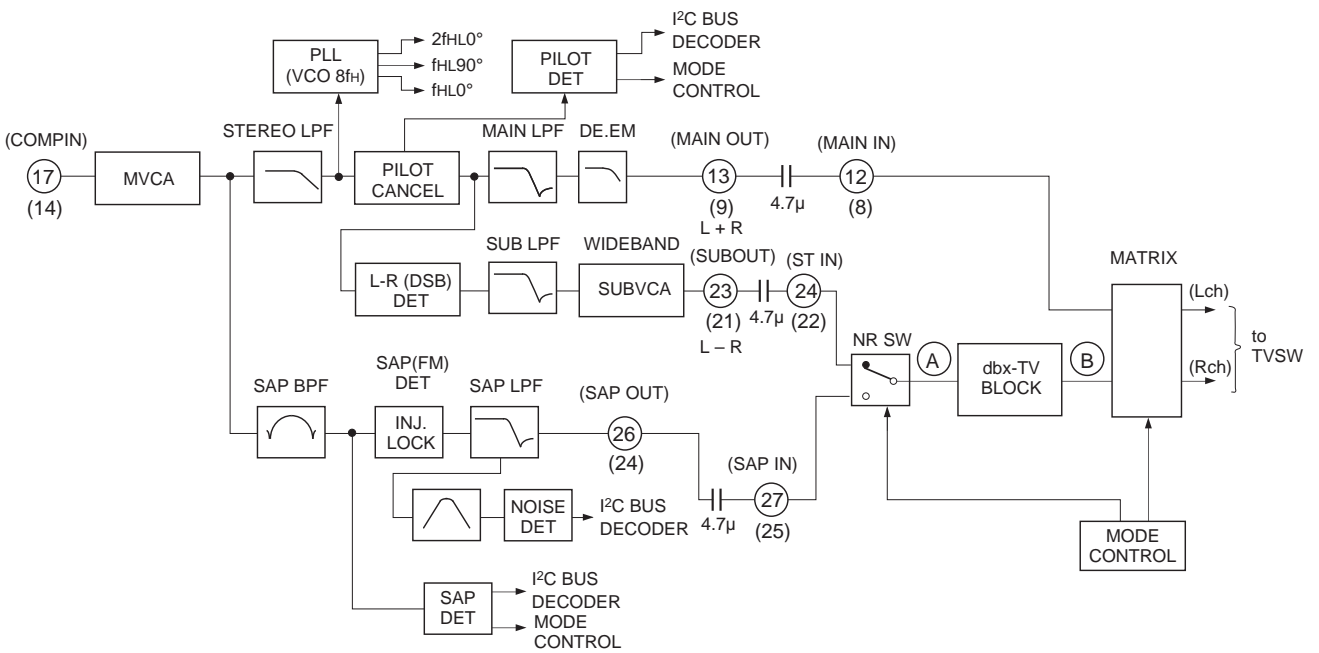 I²C BUS
DECODER
MODE
CONTROL
PLL
(VCO 8fH)
2fHL0°
fHL90°
fHL0°
PILOT
DET
(COMPIN)
STEREO LPF
MAIN LPF
DE.EM
(MAIN OUT)
(MAIN IN)
17
(14)
MVCA
PILOT
CANCEL
13
(9)
L + R
4.7µ
12
(8)
L-R (DSB)
DET
SUB LPF
WIDEBAND
SUBVCA
(SUBOUT)
23
(21)
L – R
4.7µ
(ST IN)
24
(22)
MATRIX
(Lch)
(Rch)
to
TVSW
NR SW
A
dbx-TV
BLOCK
B
SAP BPF
SAP(FM)
DET
INJ.
LOCK
SAP LPF
(SAP OUT)
26
(24)
4.7µ
(SAP IN)
27
(25)
NOISE
DET
I²C BUS
DECODER
MODE
CONTROL
SAP
DET
I²C BUS
DECODER
MODE
CONTROL